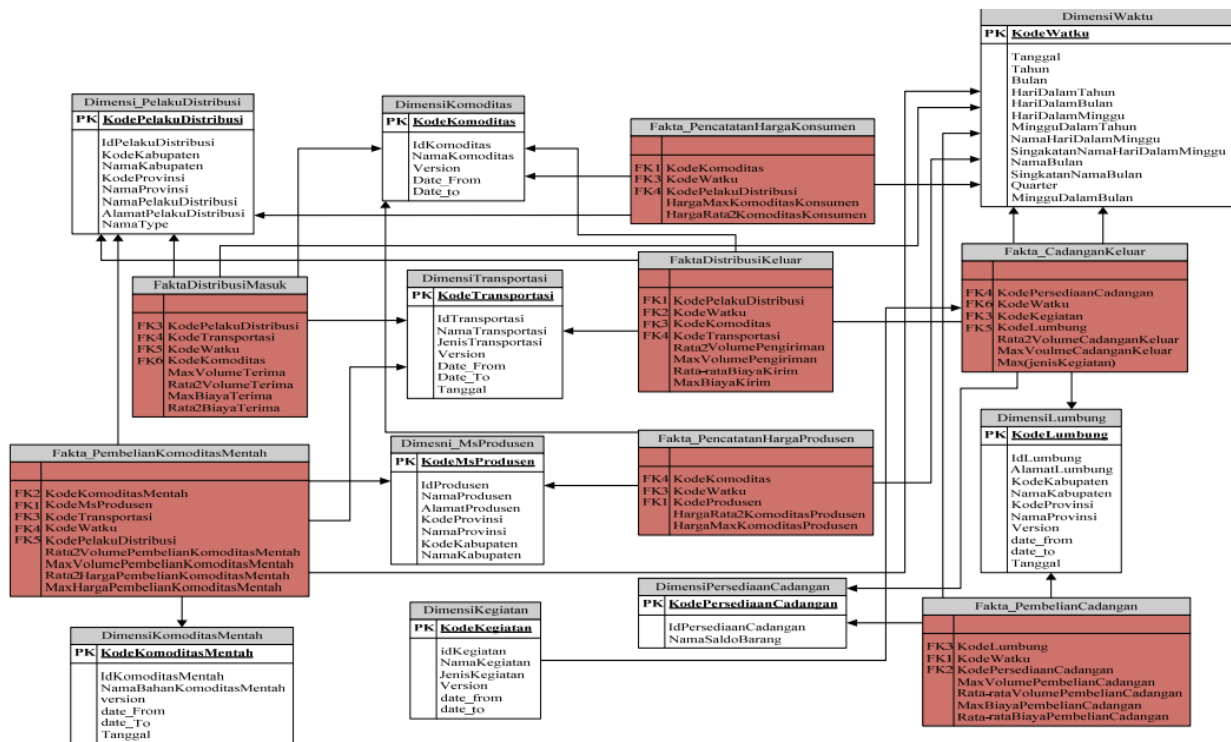 DimensiWaktu
PK KodeWatku
Tanggal
Tahun
Bulan
HariDalamTahun
HariDalamBulan
HariDalamMinggu
MingguDalamTahun
NamaHariDalamMinggu
SingakatanNamaHariDalamMinggu
NamaBulan
SingkatanNamaBulan
Quarter
MingguDalamBulan
Dimensi_PelakuDistribusi
PK KodePelakuDistribusi
IdPelakuDistribusi
KodeKabupaten
NamaKabupaten
KodeProvinsi
NamaProvinsi
NamaPelakuDistribusi
AlamatPelakuDistribusi
NamaType
DimensiKomoditas
PK KodeKomoditas
IdKomoditas
NamaKomoditas
Version
Date_From
Date_to
Fakta_PencatatanHargaKonsumen
FK1 KodeKomoditas
FK3 KodeWatku
FK4 KodePelakuDistribusi
HargaMaxKomoditasKonsumen
HargaRata2KomoditasKonsumen
FaktaDistribusiMasuk
FK3 KodePelakuDistribusi
FK4 KodeTransportasi
FK5 KodeWatku
FK6 KodeKomoditas
MaxVolumeTerima
Rata2VolumeTerima
MaxBiayaTerima
Rata2BiayaTerima
DimensiTransportasi
PK KodeTransportasi
IdTransportasi
NamaTransportasi
JenisTransportasi
Version
Date_From
Date_To
Tanggal
FaktaDistribusiKeluar
FK1 KodePelakuDistribusi
FK2 KodeWatku
FK3 KodeKomoditas
FK4 KodeTransportasi
Rata2VolumePengiriman
MaxVolumePengiriman
Rata-rataBiayaKirim
MaxBiayaKirim
Fakta_CadanganKeluar
FK4 KodePersediaanCadangan
FK6 KodeWatku
FK3 KodeKegiatan
FK5 KodeLumbung
Rata2VolumeCadanganKeluar
MaxVoulmeCadanganKeluar
Max(jenisKegiatan)
Fakta_PembelianKomoditasMentah
FK2 KodeKomoditasMentah
FK1 KodeMsProdusen
FK3 KodeTransportasi
FK4 KodeWatku
FK5 KodePelakuDistribusi
Rata2VolumePembelianKomoditasMentah
MaxVolumePembelianKomoditasMentah
Rata2HargaPembelianKomoditasMentah
MaxHargaPembelianKomoditasMentah
Dimesni_MsProdusen
PK KodeMsProdusen
IdProdusen
NamaProdusen
AlamatProdusen
KodeProvinsi
NamaProvinsi
KodeKabupaten
NamaKabupaten
Fakta_PencatatanHargaProdusen
FK4 KodeKomoditas
FK3 KodeWatku
FK1 KodeProdusen
HargaRata2KomoditasProdusen
HargaMaxKomoditasProdusen
DimensiLumbung
PK KodeLumbung
IdLumbung
AlamatLumbung
KodeKabupaten
NamaKabupaten
KodeProvinsi
NamaProvinsi
Version
date_from
date_to
Tanggal
DimensiKomoditasMentah
PK KodeKomoditasMentah
IdKomoditasMentah
NamaBahanKomoditasMentah
version
date_From
date_To
Tanggal
DimensiKegiatan
PK KodeKegiatan
idKegiatan
NamaKegiatan
JenisKegiatan
Version
date_from
date_to
DimensiPersediaanCadangan
PK KodePersediaanCadangan
IdPersediaanCadangan
NamaSaldoBarang
Fakta_PembelianCadangan
FK3 KodeLumbung
FK1 KodeWatku
FK2 KodePersediaanCadangan
MaxVolumePembelianCadangan
Rata-rataVolumePembelianCadangan
MaxBiayaPembelianCadangan
Rata-rataBiayaPembelianCadangan